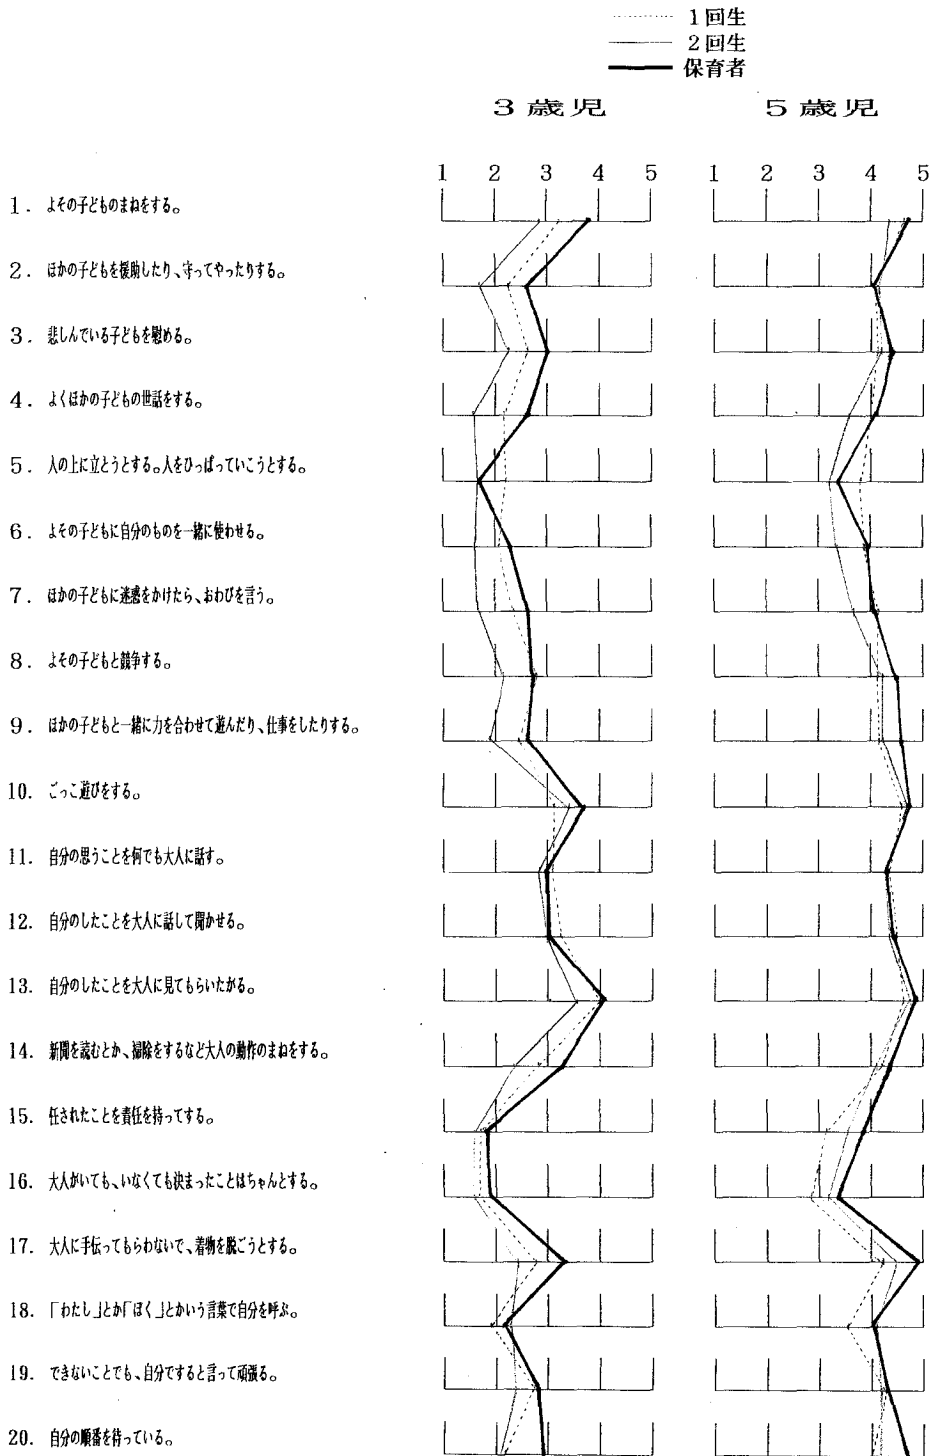 1回生
2回生
保育者
3歳児 5歳児
1 2 3 4 5 1 2 3 4 5
1. よその子どものまねをする。
2. ほかの子どもを援助したり、守ってやったりする。
3. 悲しんでいる子どもを慰める。
4. よくほかの子どもの世話をする。
5. 人の上に立とうとする。人をひっぱっていこうとする。
6. よその子どもに自分のものを一緒に使わせる。
7. ほかの子どもに迷惑をかけたら、おわびを言う。
8. よその子どもと競争する。
9. ほかの子どもと一緒に力を合わせて遊んだり、仕事をしたりする。
10. ごっこ遊びをする。
11. 自分の思うことを何でも大人に話す。
12. 自分のしたことを大人に話して聞かせる。
13. 自分のしたことを大人に見てもらいたがる。
14. 新聞を読むとか、掃除をするなど大人の動作のまねをする。
15. 任されたことを責任を持ってする。
16. 大人がいても、いなくても決まったことはちゃんとする。
17. 大人に手伝ってもらわないで、着物を脱ごうとする。
18. 「わたし」とか「ぼく」とかいう言葉で自分を呼ぶ。
19. できないことでも、自分ですると言って頑張る。
20. 自分の順番を待っている。